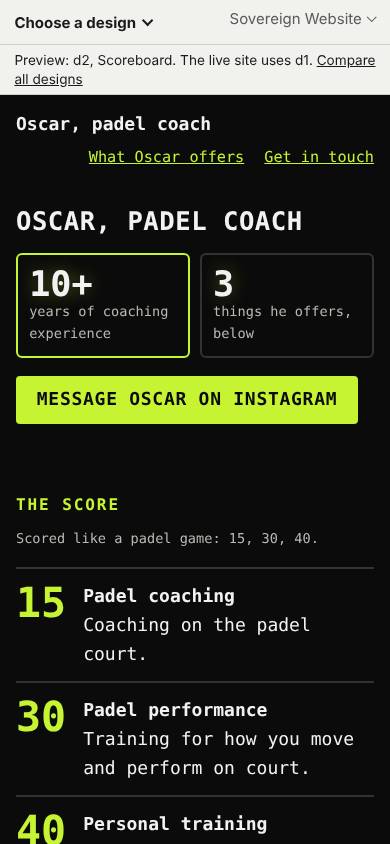 Choose a design
Sovereign Website
Preview: d2, Scoreboard. The live site uses d1. Compare
all designs
Oscar, padel coach
What Oscar offers
Get in touch
OSCAR, PADEL COACH
10+
years of coaching
experience
3
things he offers,
below
MESSAGE OSCAR ON INSTAGRAM
THE SCORE
Scored like a padel game: 15, 30, 40.
15
Padel coaching
Coaching on the padel
court.
30
Padel performance
Training for how you move
and perform on court.
40
Personal training